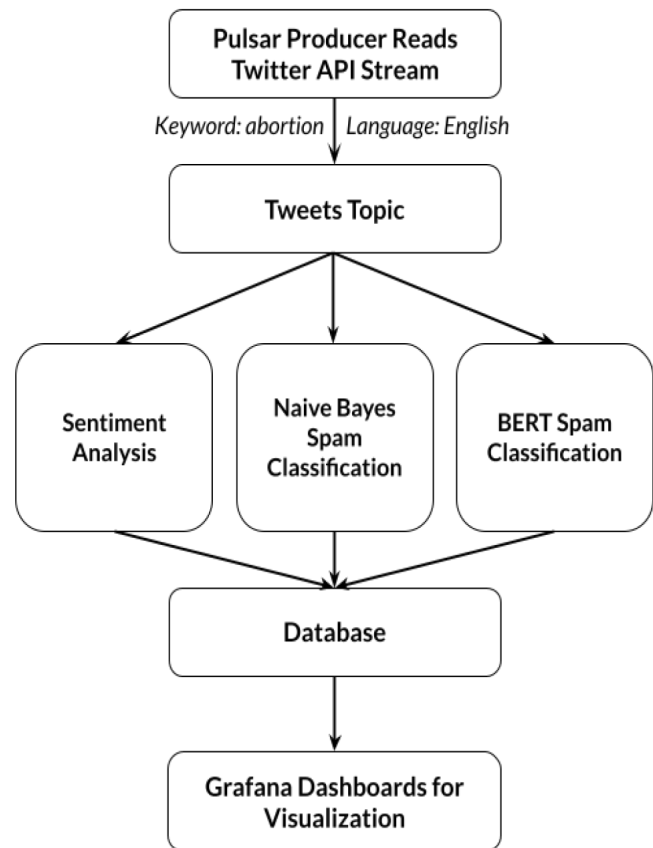 Pulsar Producer Reads
Twitter API Stream
Keyword: abortion Language: English
Tweets Topic
Sentiment
Analysis
Naive Bayes
Spam
Classification
BERT Spam
Classification
Database
Grafana Dashboards for
Visualization